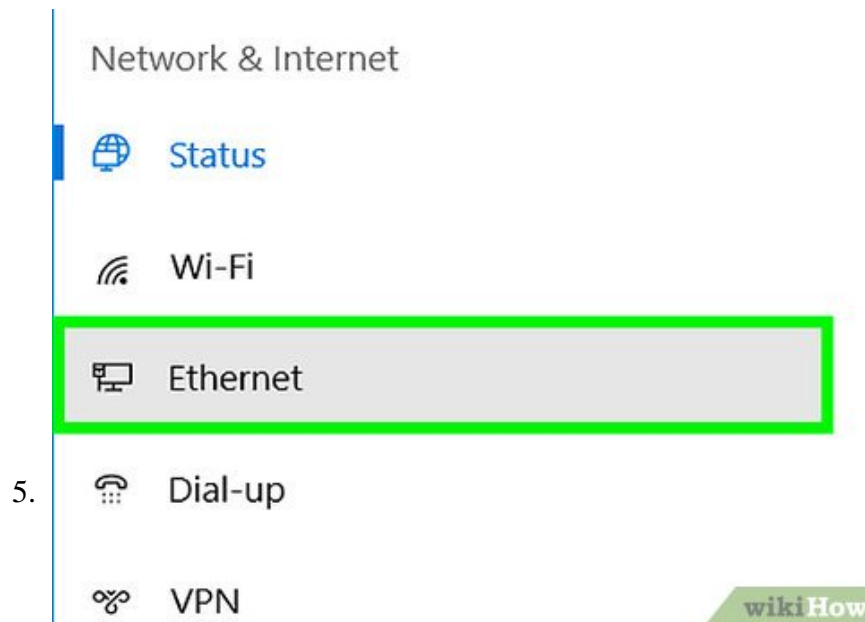 Network & Internet
Status
Wi-Fi
Ethernet
5.
Dial-up
VPN
wikiHow